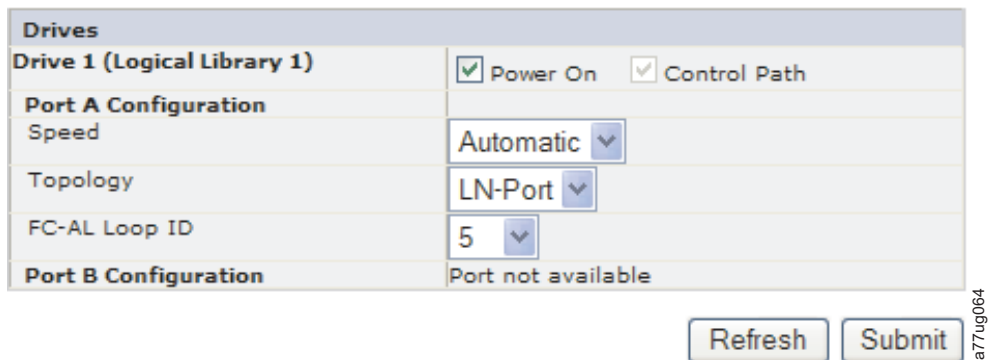 Drives
Drive 1 (Logical Library 1)
Power On Control Path
Port A Configuration
Speed
Automatic
Topology
LN-Port
FC-AL Loop ID
5
Port B Configuration
Port not available
Refresh Submit
a77ug064